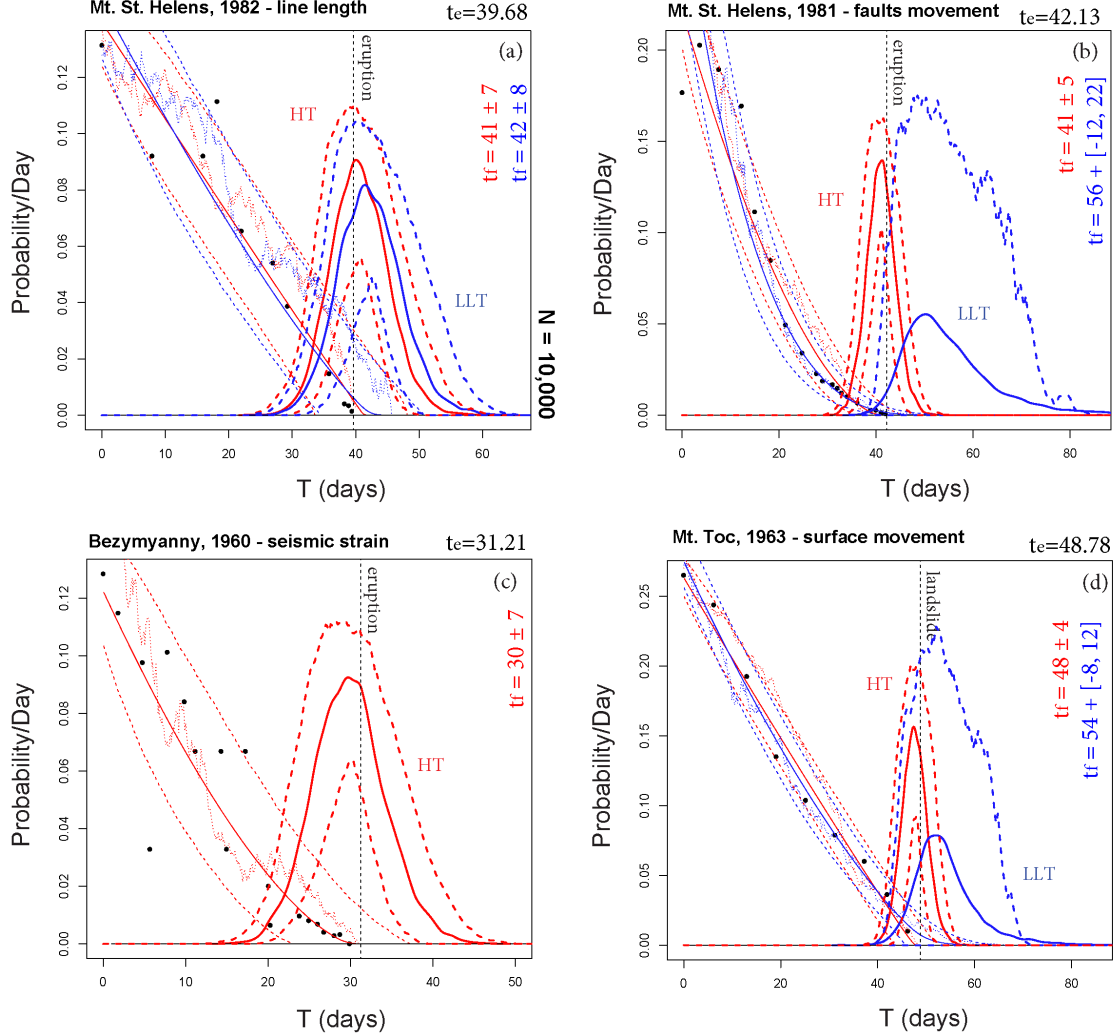 Mt. St. Helens, 1982 - line length
te=39.68
(a)
eruption
HT
LLT
tf = 41 ± 7
tf = 42 ± 8
Probability/Day
0.00
0.02
0.04
0.06
0.08
0.10
0.12
0
10
20
30
40
50
60
T (days)
N = 10,000
Mt. St. Helens, 1981 - faults movement
te=42.13
(b)
eruption
HT
LLT
tf = 41 ± 5
tf = 56 + [-12, 22]
Probability/Day
0.00
0.05
0.10
0.15
0.20
0
20
40
60
80
T (days)
Bezymyanny, 1960 - seismic strain
te=31.21
(c)
eruption
HT
tf = 30 ± 7
Probability/Day
0.00
0.02
0.04
0.06
0.08
0.10
0.12
0
10
20
30
40
50
T (days)
Mt. Toc, 1963 - surface movement
te=48.78
(d)
landslide
HT
LLT
tf = 48 ± 4
tf = 54 + [-8, 12]
Probability/Day
0.00
0.05
0.10
0.15
0.20
0.25
0
20
40
60
80
T (days)